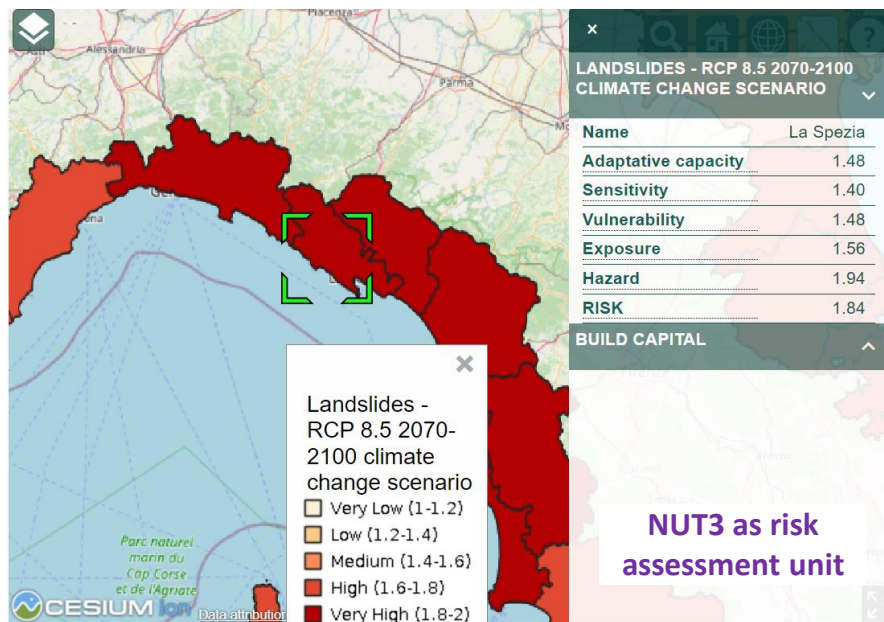 Piacenza
Alessandria
Parma
Parc naturel
marin du
Cap Corse
et de l'Agriate
CESIUM ion
Data attribution
×
Landslides -
RCP 8.5 2070-
2100 climate
change scenario
Very Low (1-1.2)
Low (1.2-1.4)
Medium (1.4-1.6)
High (1.6-1.8)
Very High (1.8-2)
×
?
LANDSLIDES - RCP 8.5 2070-2100
CLIMATE CHANGE SCENARIO
Name La Spezia
Adaptative capacity 1.48
Sensitivity 1.40
Vulnerability 1.48
Exposure 1.56
Hazard 1.94
RISK 1.84
BUILD CAPITAL
NUT3 as risk
assessment unit